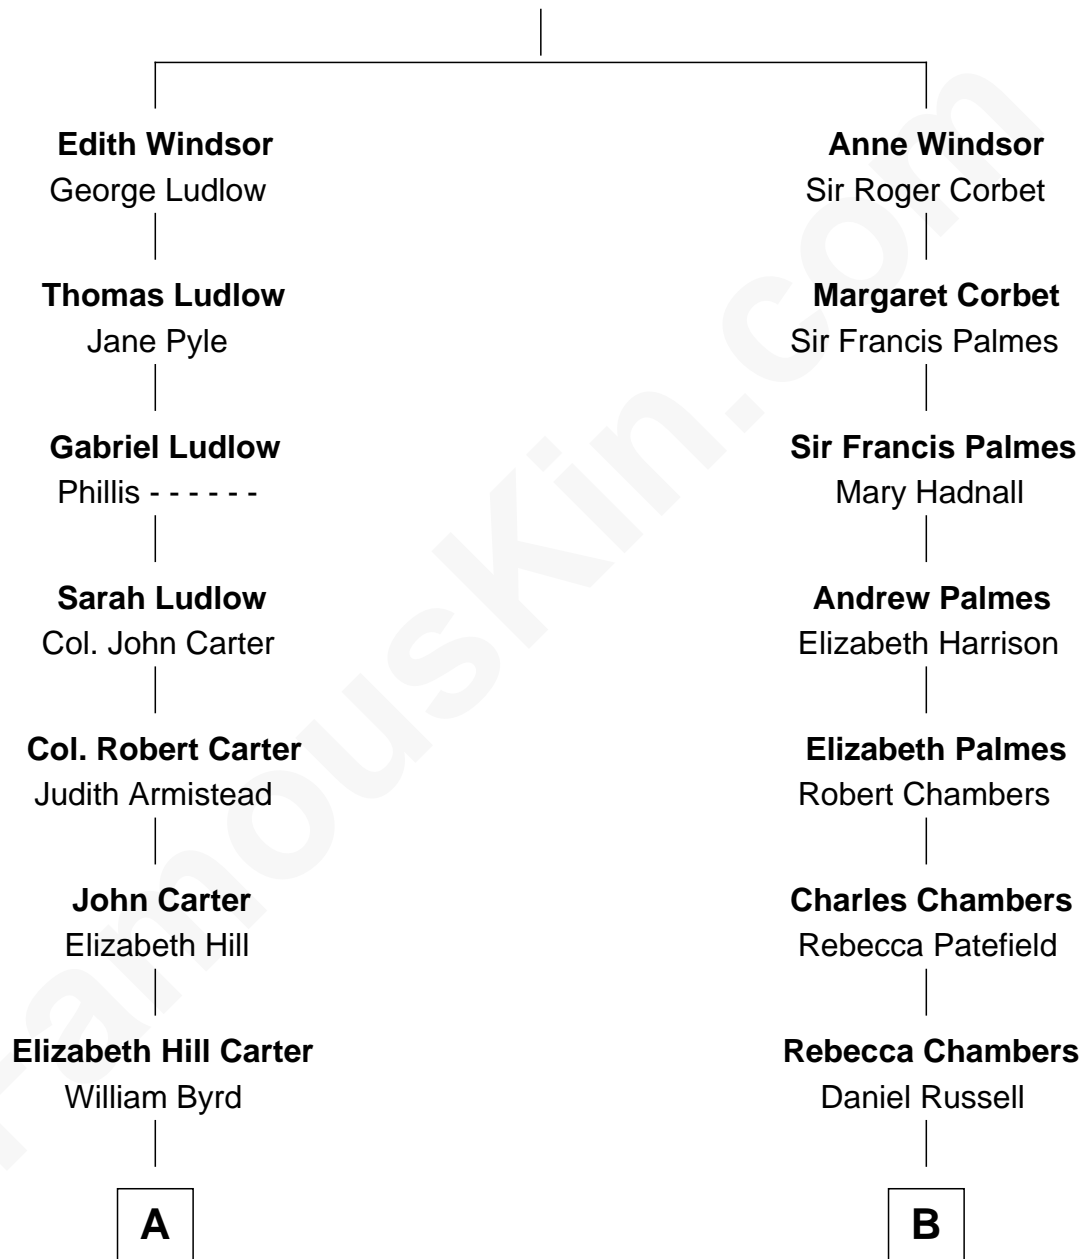 Edith Windsor
George Ludlow
Thomas Ludlow
Jane Pyle
Gabriel Ludlow
Phillis - - - - - -
Sarah Ludlow
Col. John Carter
Col. Robert Carter
Judith Armistead
John Carter
Elizabeth Hill
Elizabeth Hill Carter
William Byrd
A
Anne Windsor
Sir Roger Corbet
Margaret Corbet
Sir Francis Palmes
Sir Francis Palmes
Mary Hadnall
Andrew Palmes
Elizabeth Harrison
Elizabeth Palmes
Robert Chambers
Charles Chambers
Rebecca Patefield
Rebecca Chambers
Daniel Russell
B
FamousKin.com